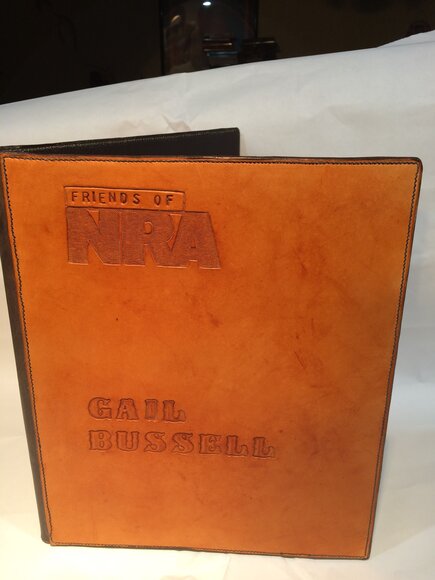 FRIENDS OF
NRA
GAIL
BUSSELL